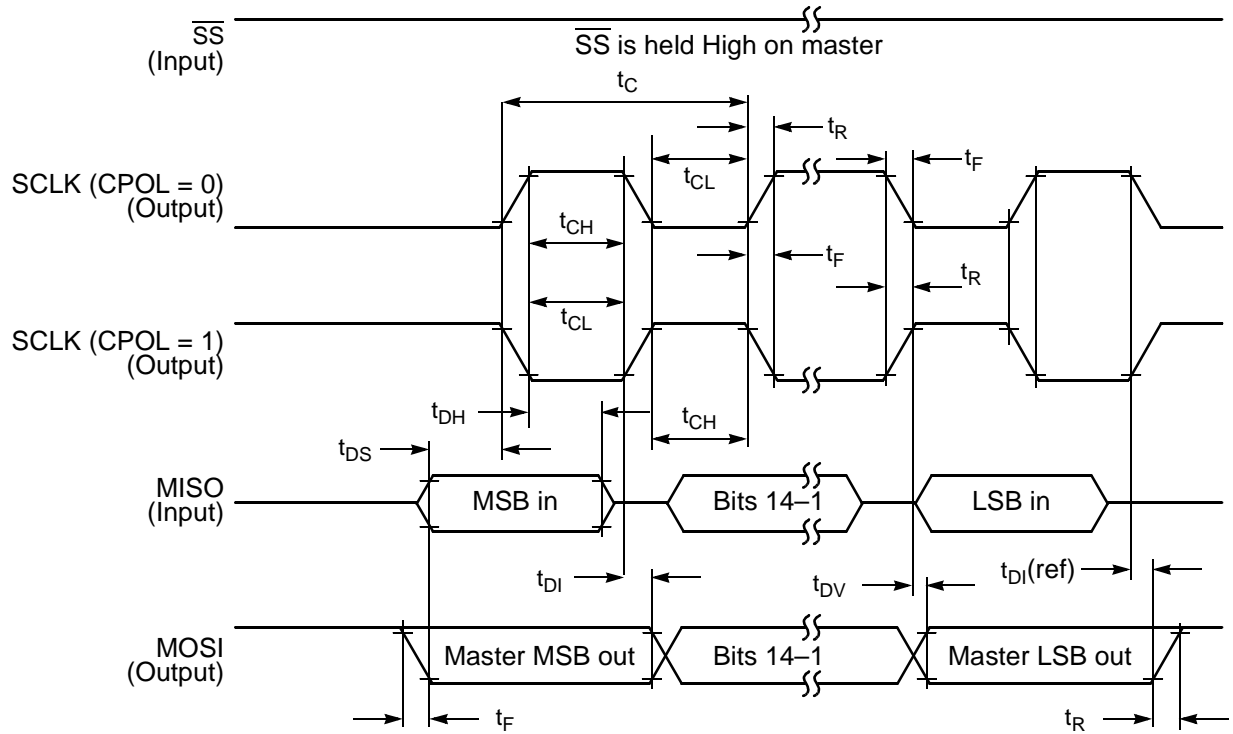 SS
(Input)
SS is held High on master
tC
tR
tF
SCLK (CPOL = 0)
(Output)
tCL
tCH
tF
tR
tCL
SCLK (CPOL = 1)
(Output)
tDH
tCH
tDS
MISO
(Input)
MSB in
Bits 14–1
LSB in
tDI
tDV
tDI(ref)
MOSI
(Output)
Master MSB out
Bits 14–1
Master LSB out
tF
tR